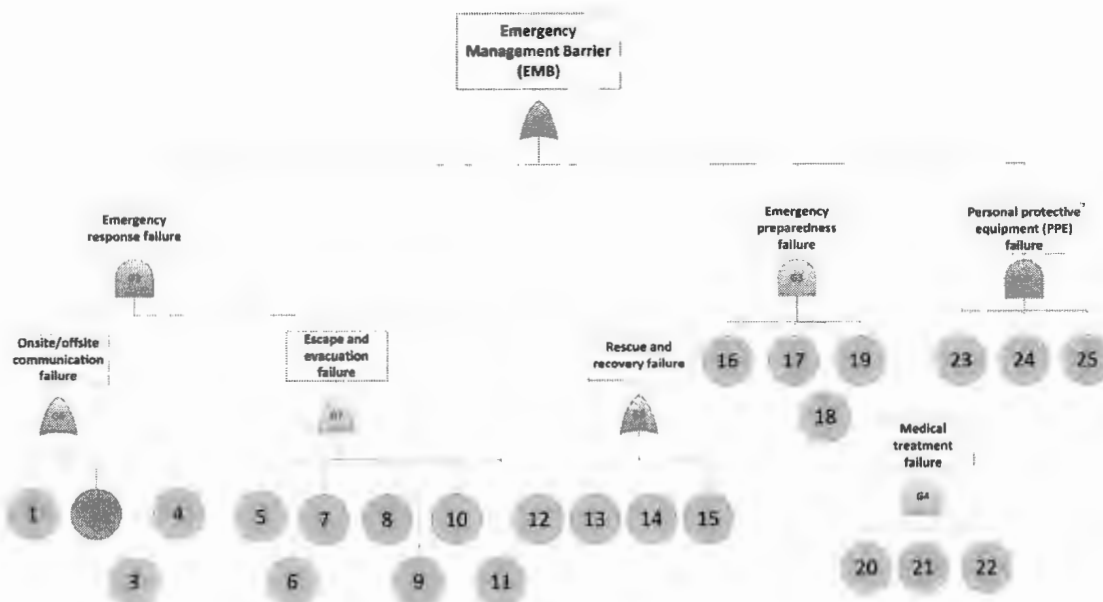 Emergency
Management Barrier
(EMB)
Emergency
response failure
Emergency
preparedness
failure
G3
Personal protective
equipment (PPE)
failure
Onsite/offsite
communication
failure
Escape and
evacuation
failure
Rescue and
recovery failure
16
17
19
23
24
25
18
Medical
treatment
failure
G4
1
4
5
7
8
10
12
13
14
15
3
6
9
11
20
21
22